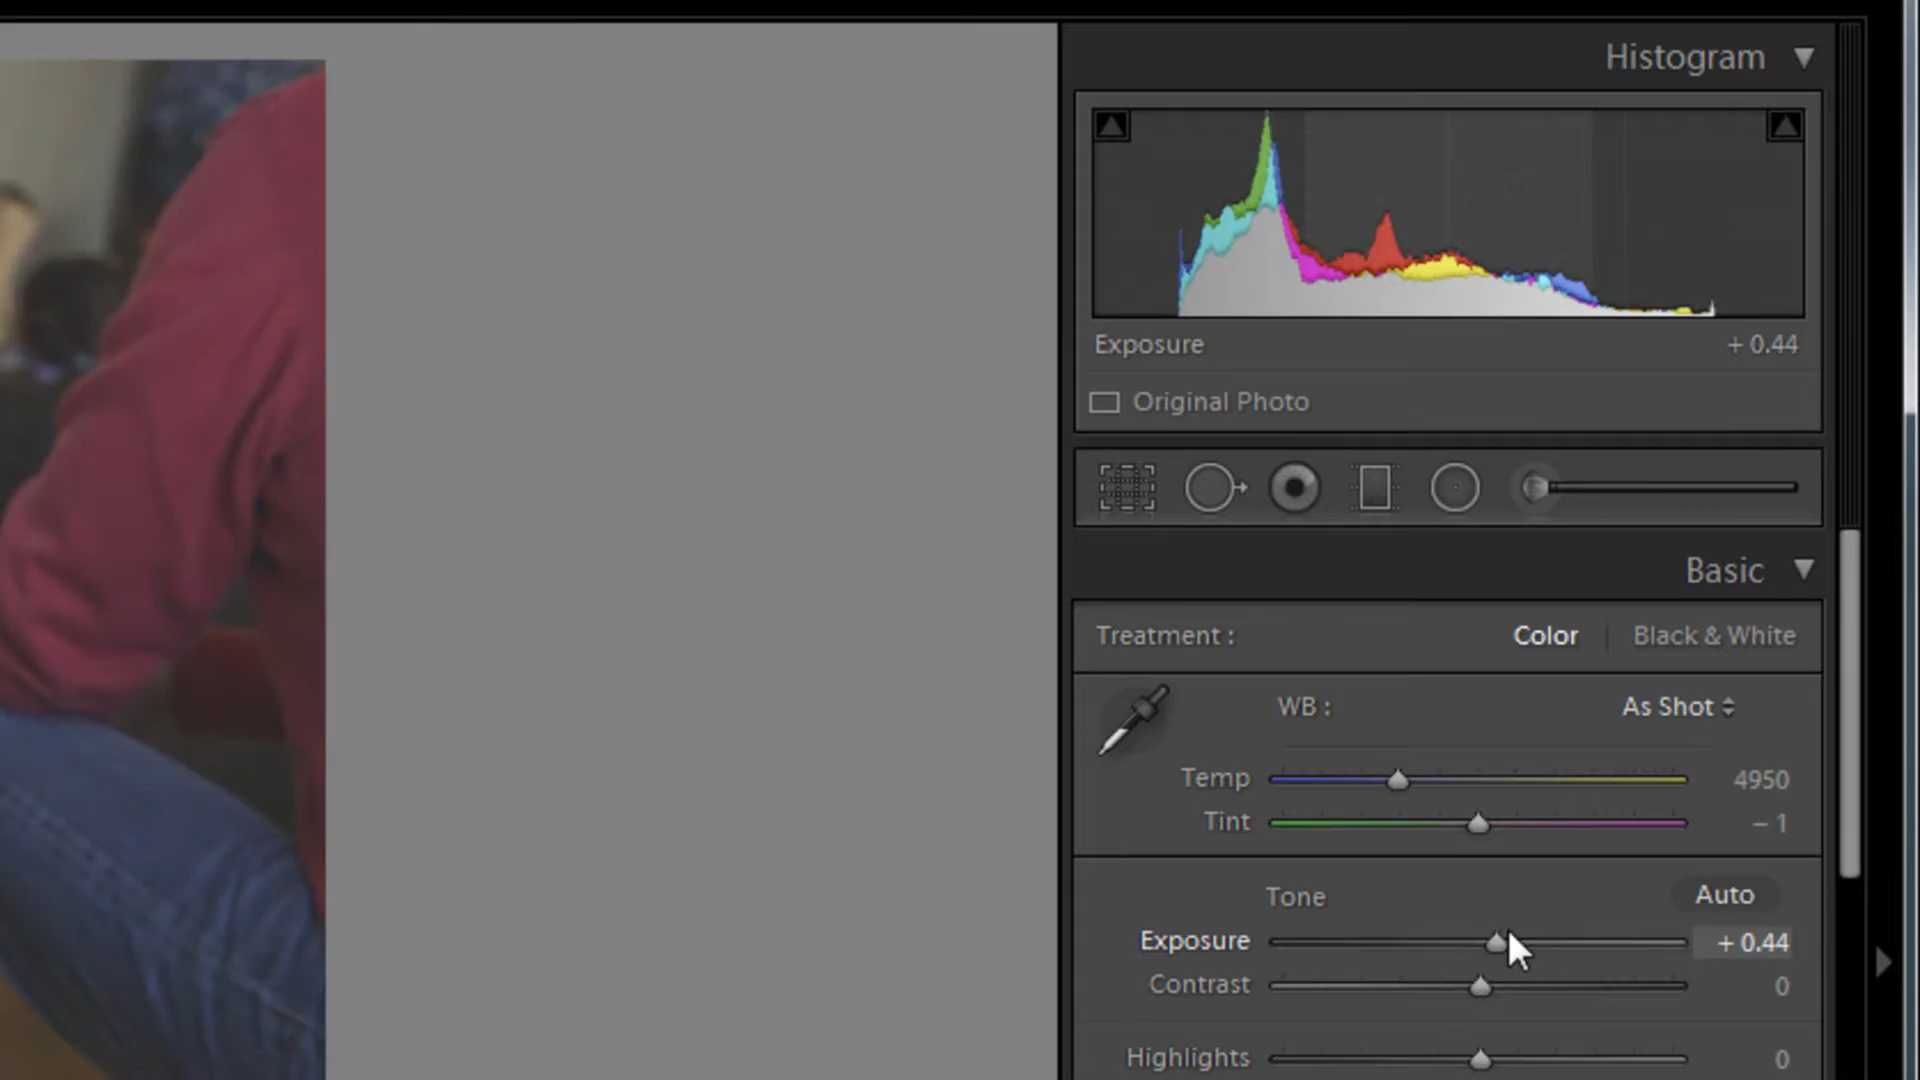 Histogram
Exposure + 0.44
Original Photo
Basic
Treatment : Color Black & White
WB : As Shot
Temp 4950
Tint – 1
Tone Auto
Exposure + 0.44
Contrast 0
Highlights 0